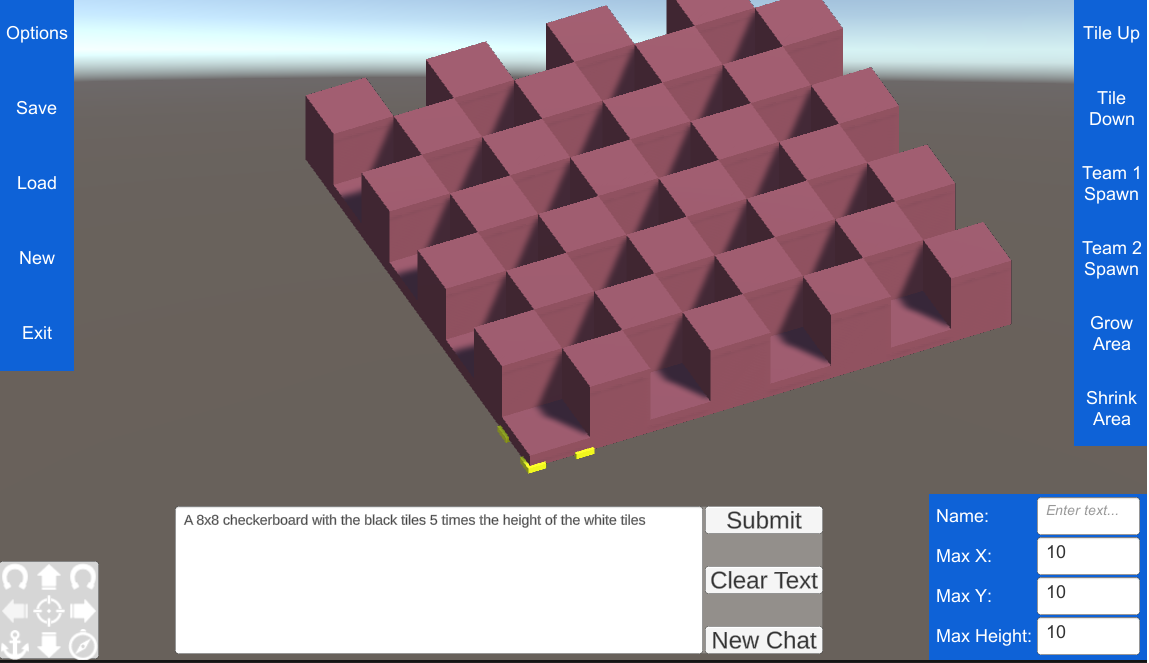 Options
Save
Load
New
Exit
Tile Up
Tile
Down
Team 1
Spawn
Team 2
Spawn
Grow
Area
Shrink
Area
A 8x8 checkerboard with the black tiles 5 times the height of the white tiles
Submit
Clear Text
New Chat
Name: Enter text...
Max X: 10
Max Y: 10
Max Height: 10